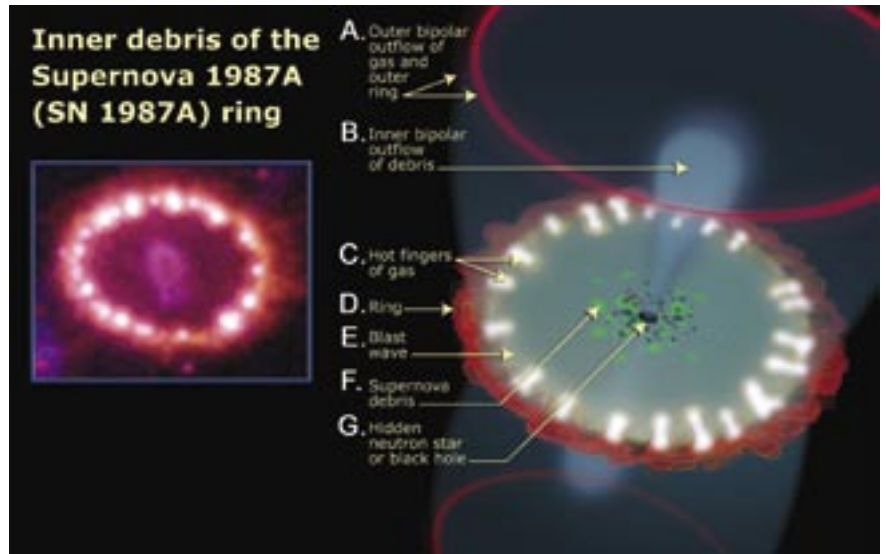 Inner debris of the
Supernova 1987A
(SN 1987A) ring
A. Outer bipolar
outflow of
gas and
outer
ring
B. Inner bipolar
outflow
of debris
C. Hot fingers
of gas
D. Ring
E. Blast
wave
F. Supernova
debris
G. Hidden
neutron star
or black hole